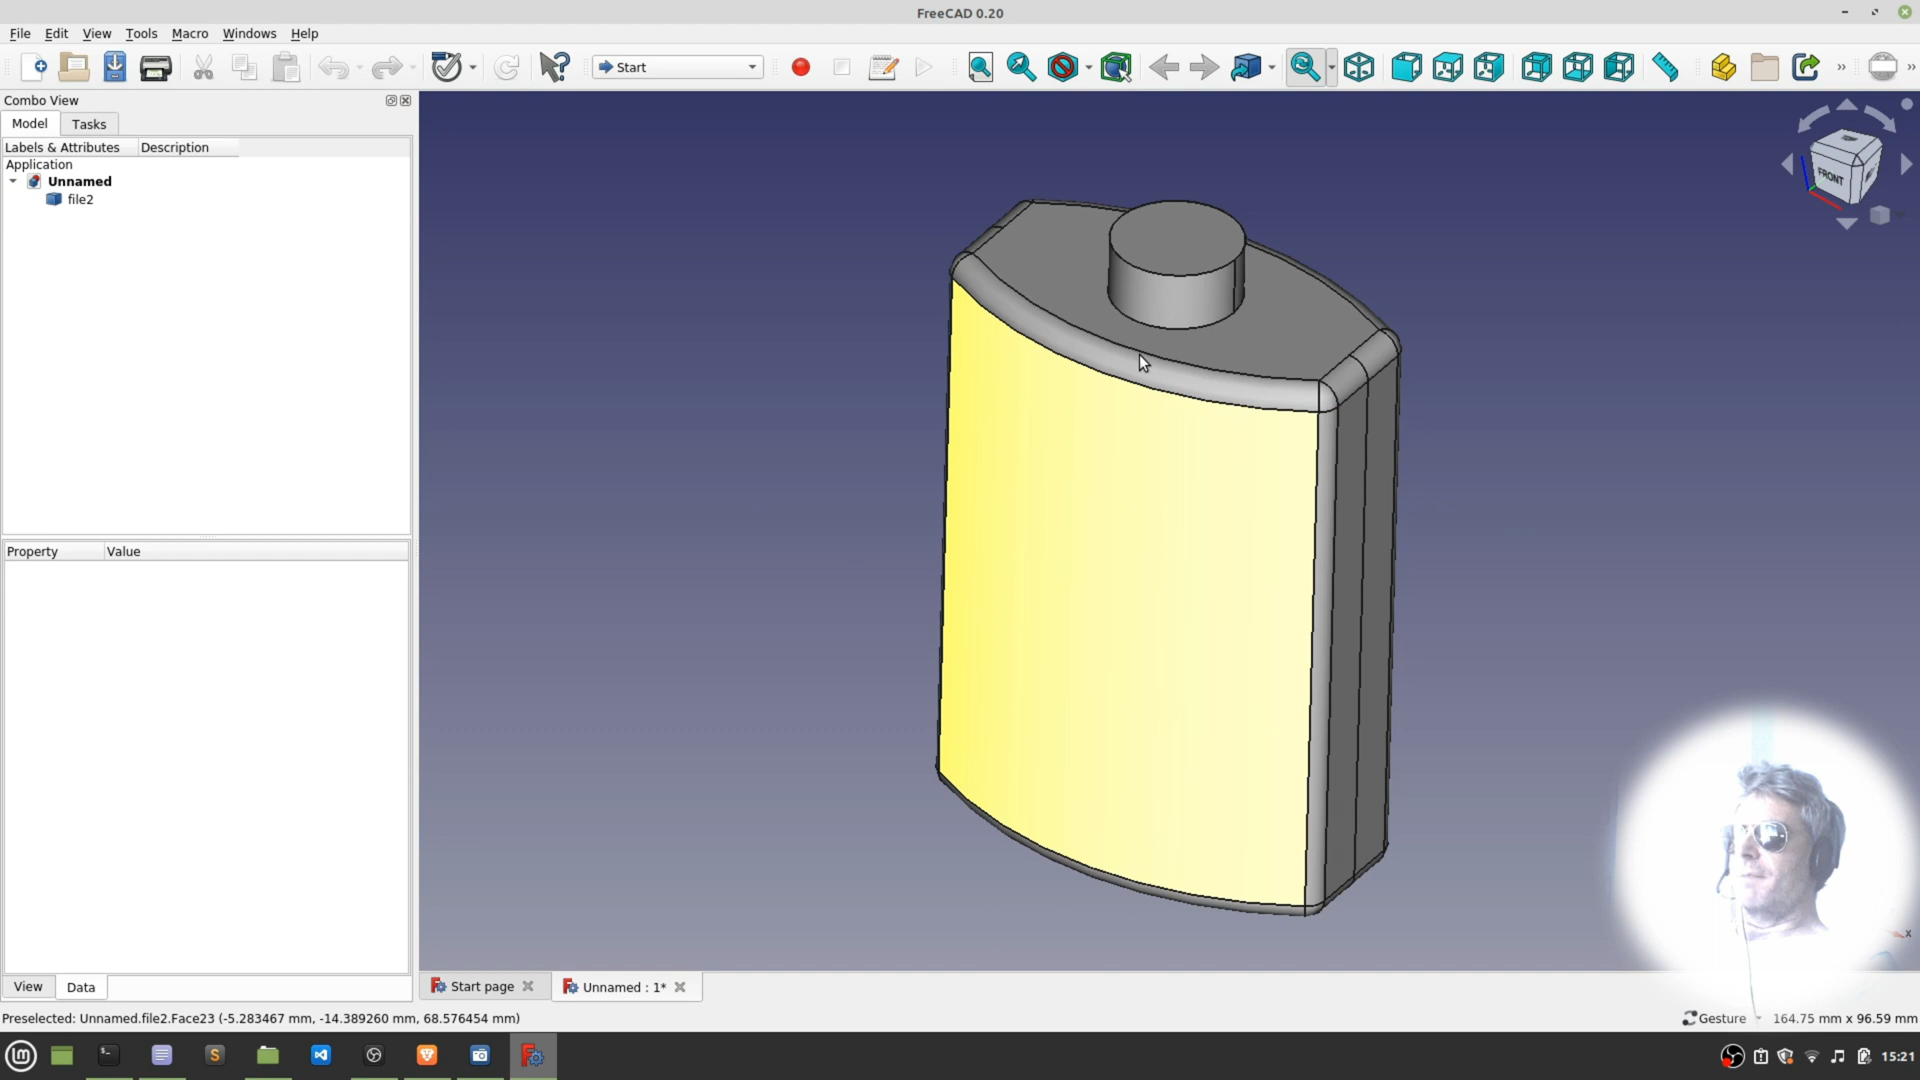 FreeCAD 0.20
File Edit View Tools Macro Windows Help
Start
Combo View
Model Tasks
Labels & Attributes Description
Application
Unnamed
file2
FRONT
Property Value
View Data
Start page Unnamed : 1*
x
Preselected: Unnamed.file2.Face23 (-5.283467 mm, -14.389260 mm, 68.576454 mm)
Gesture 164.75 mm x 96.59 mm
15:21